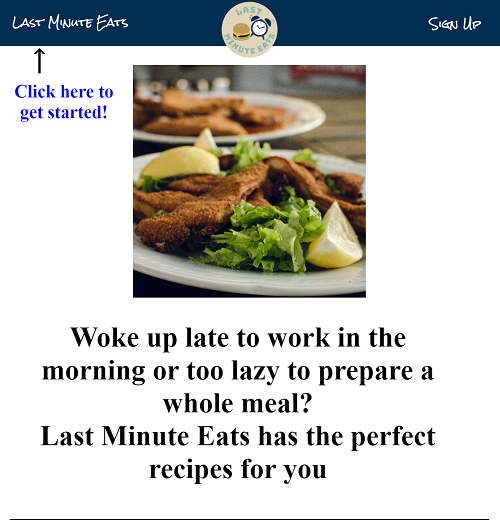 Last Minute Eats
LAST
MINUTE EATS
Sign Up
Click here to
get started!
Woke up late to work in the
morning or too lazy to prepare a
whole meal?
Last Minute Eats has the perfect
recipes for you